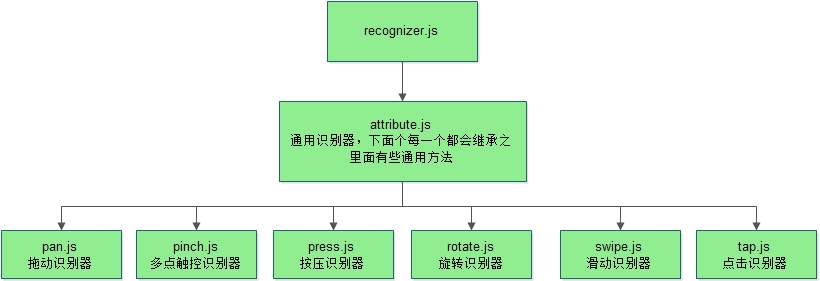 recognizer.js
attribute.js
通用识别器，下面个每一个都会继承之
里面有些通用方法
pan.js
拖动识别器
pinch.js
多点触控识别器
press.js
按压识别器
rotate.js
旋转识别器
swipe.js
滑动识别器
tap.js
点击识别器